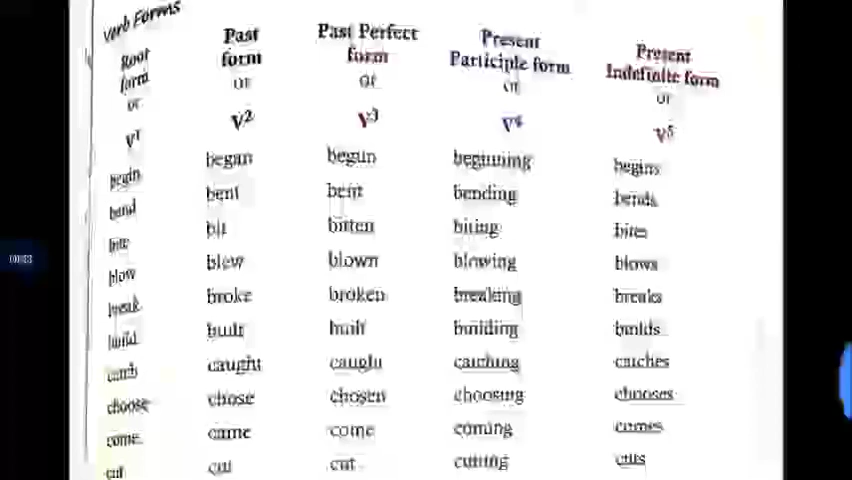 Verb Forms
Root form or V¹ Past form or V² Past Perfect form or V³ Present Participle form or V⁴ Present Indefinite form or V⁵
begin began begun beginning begins
bend bent bent bending bends
bite bit bitten biting bites
blow blew blown blowing blows
break broke broken breaking breaks
build built built building builds
catch caught caught catching catches
choose chose chosen choosing chooses
come came come coming comes
cut cut cut cutting cuts